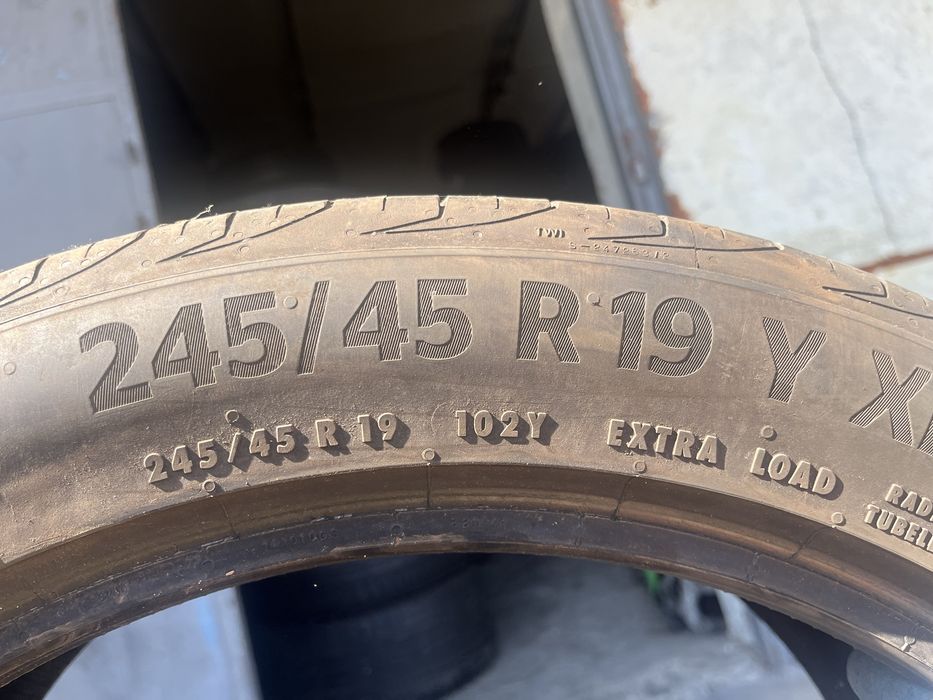 TWI
245/45 R 19 Y X
245/45 R 19 102Y EXTRA LOAD